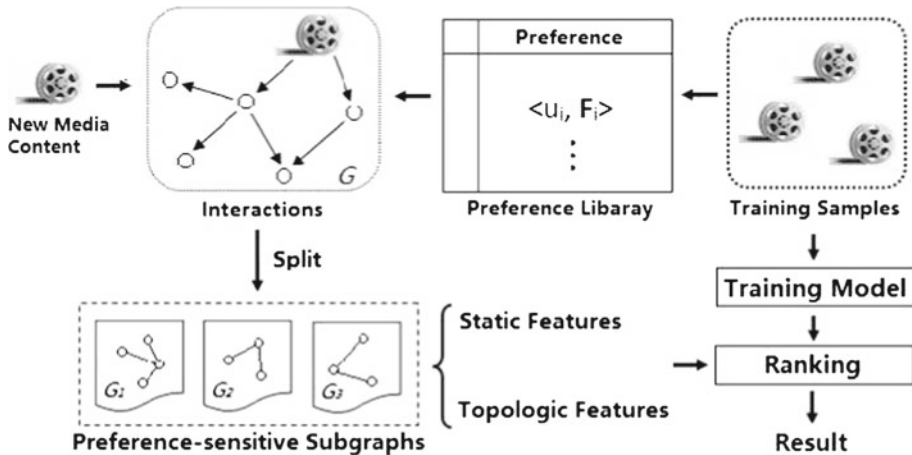 New Media
Content
G
Interactions
Preference
<uᵢ, Fᵢ>
Preference Libaray
Training Samples
Split
Training Model
Static Features
Ranking
Topologic Features
G₁
G₂
G₃
Preference-sensitive Subgraphs
Result